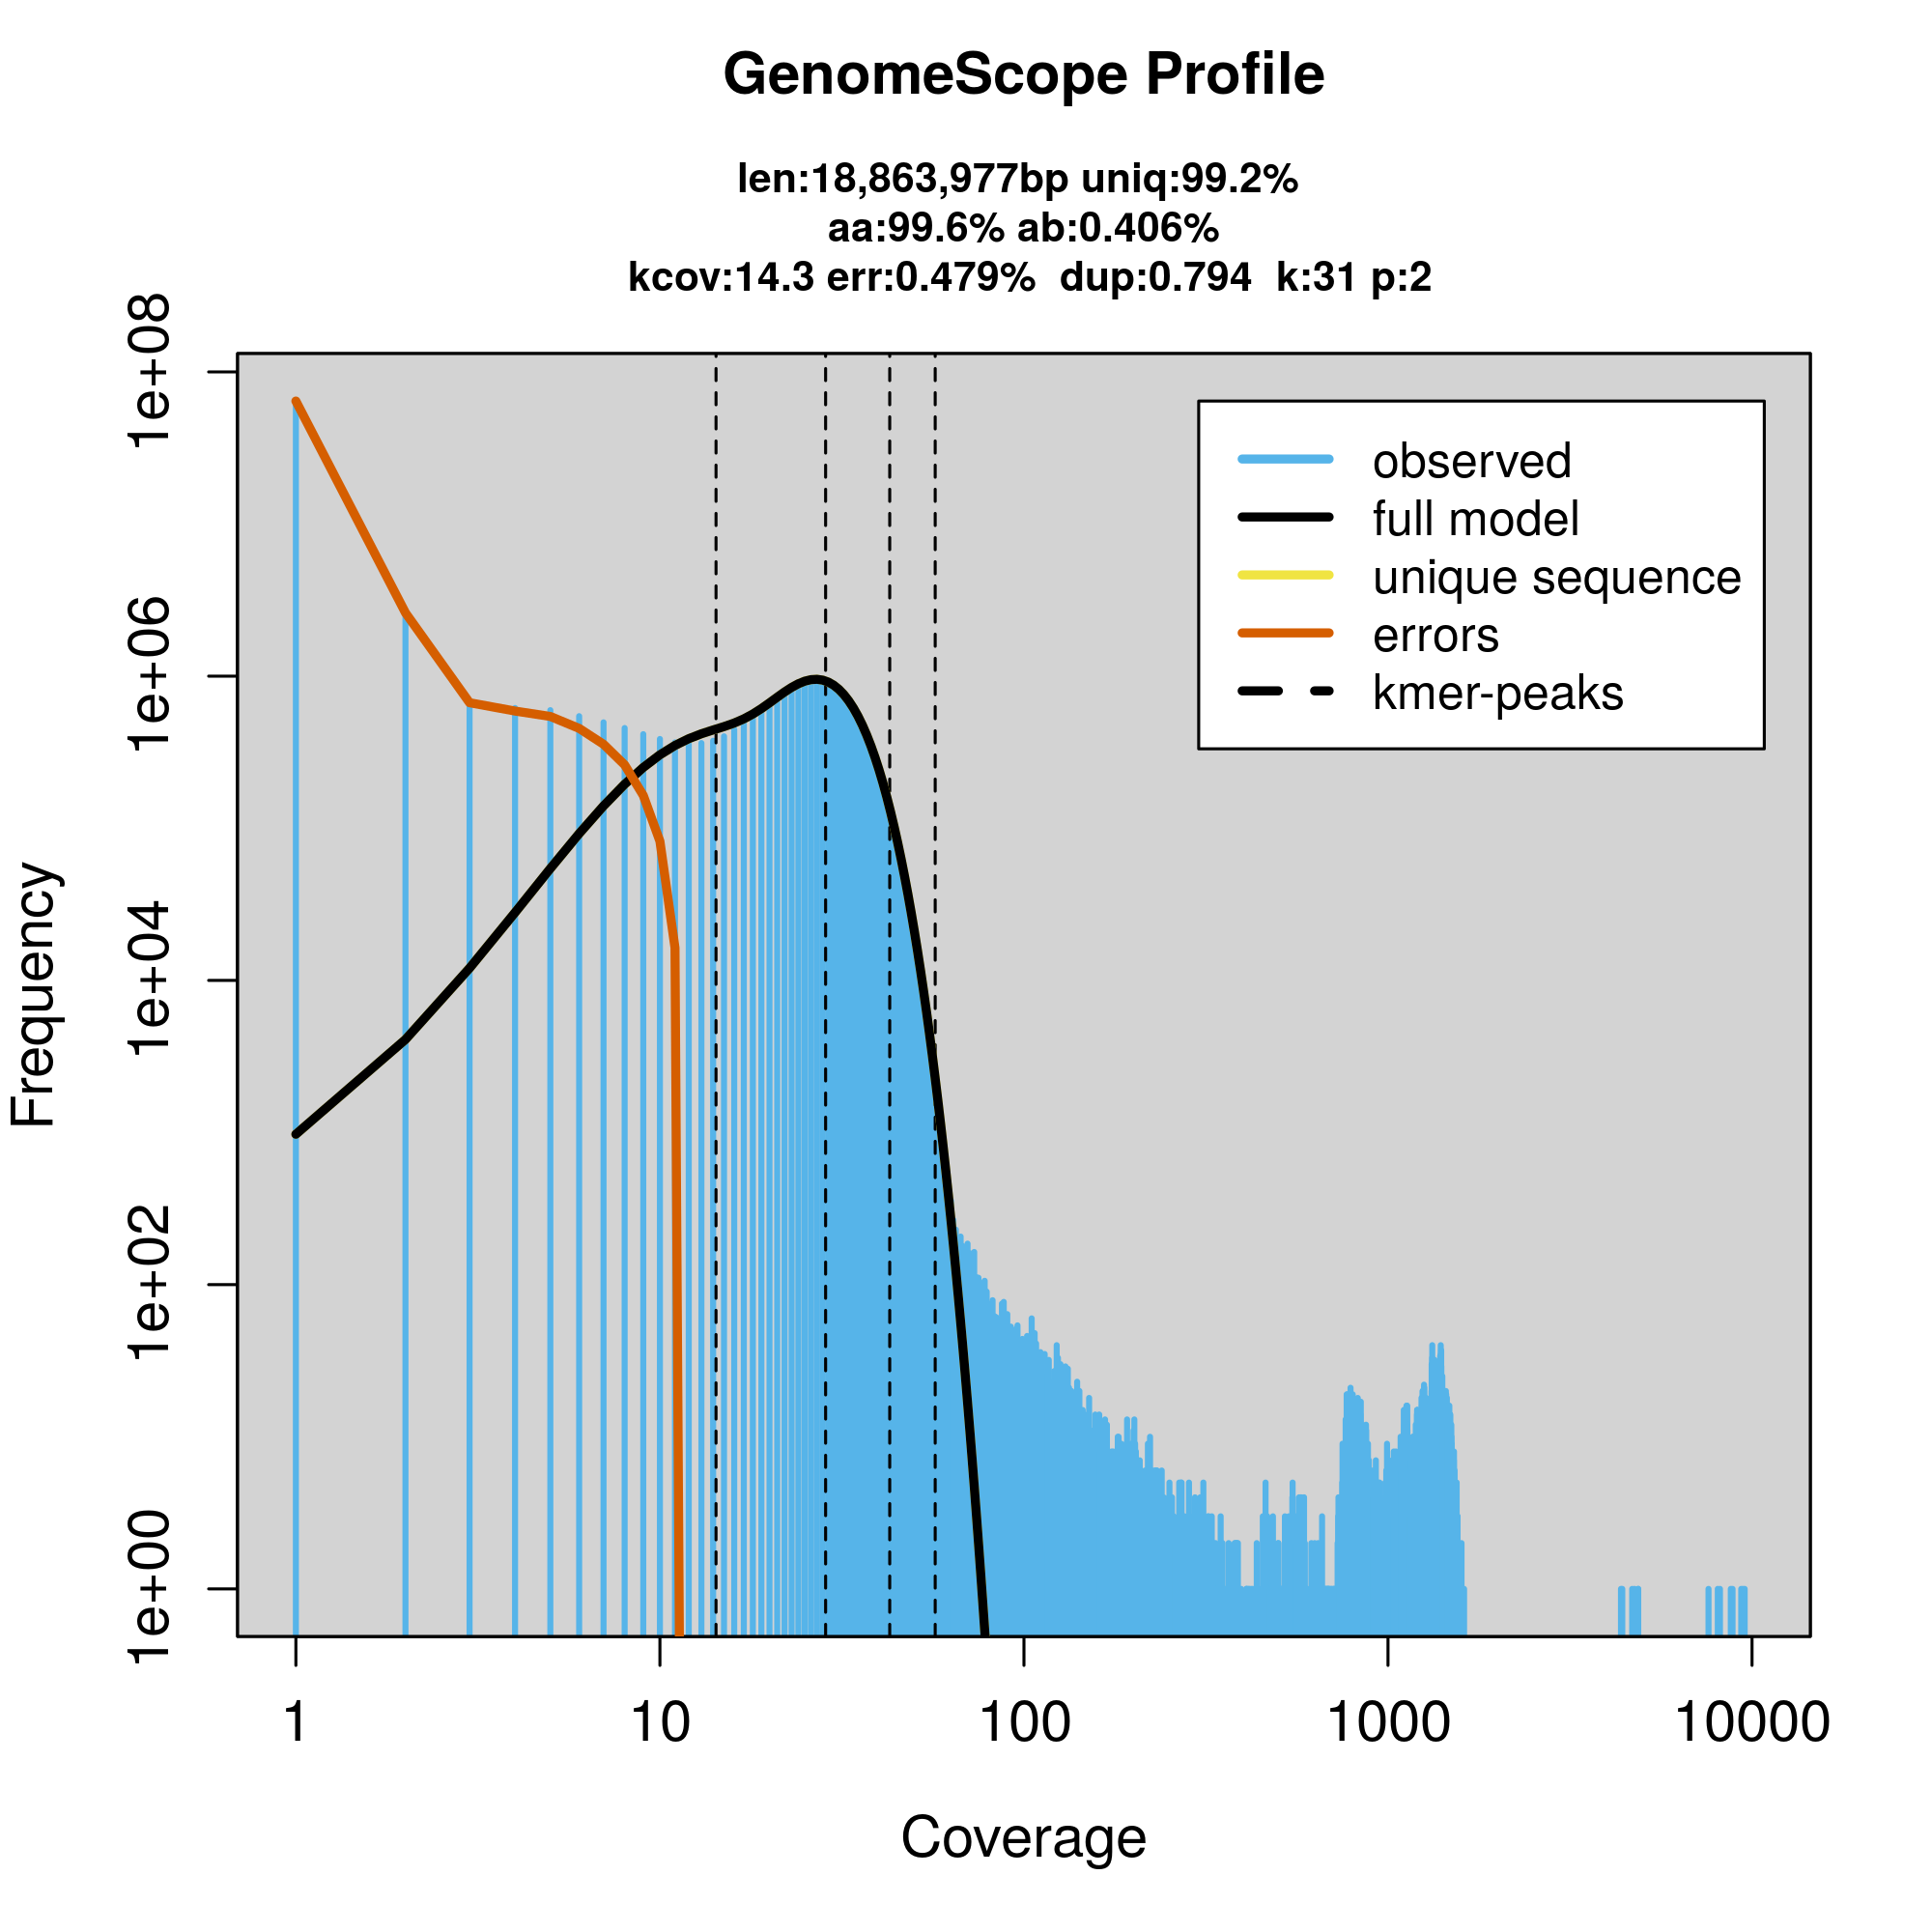 GenomeScope Profile
len:18,863,977bp uniq:99.2%
aa:99.6% ab:0.406%
kcov:14.3 err:0.479%  dup:0.794  k:31 p:2
1e+08
1e+06
1e+04
1e+02
1e+00
Frequency
observed
full model
unique sequence
errors
kmer-peaks
1
10
100
1000
10000
Coverage